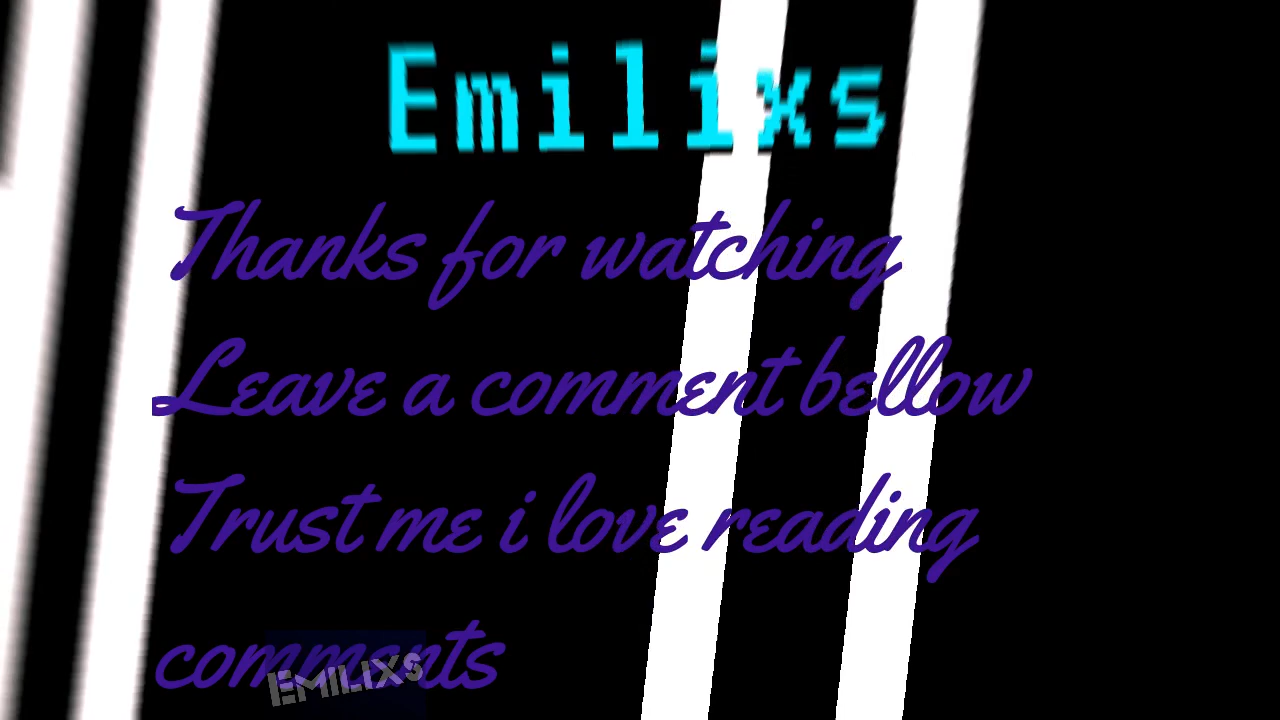 Emilixs
Thanks for watching
Leave a comment bellow
Trust me i love reading
comments
EMILIXS